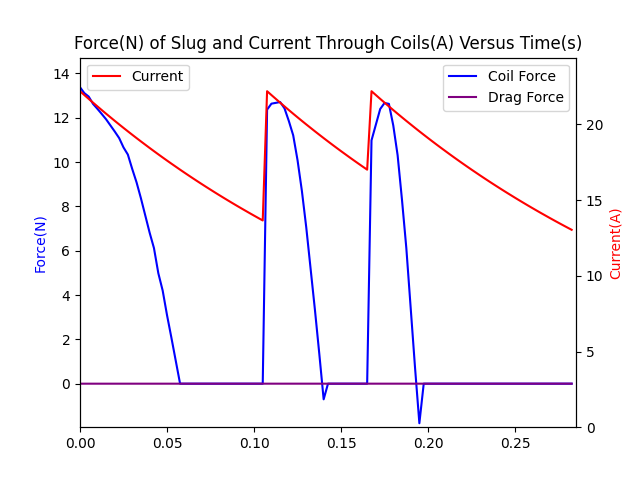 Force(N) of Slug and Current Through Coils(A) Versus Time(s)
Current
Coil Force
Drag Force
14
12
10
8
6
4
2
0
Force(N)
20
15
10
5
0
Current(A)
0.00 0.05 0.10 0.15 0.20 0.25